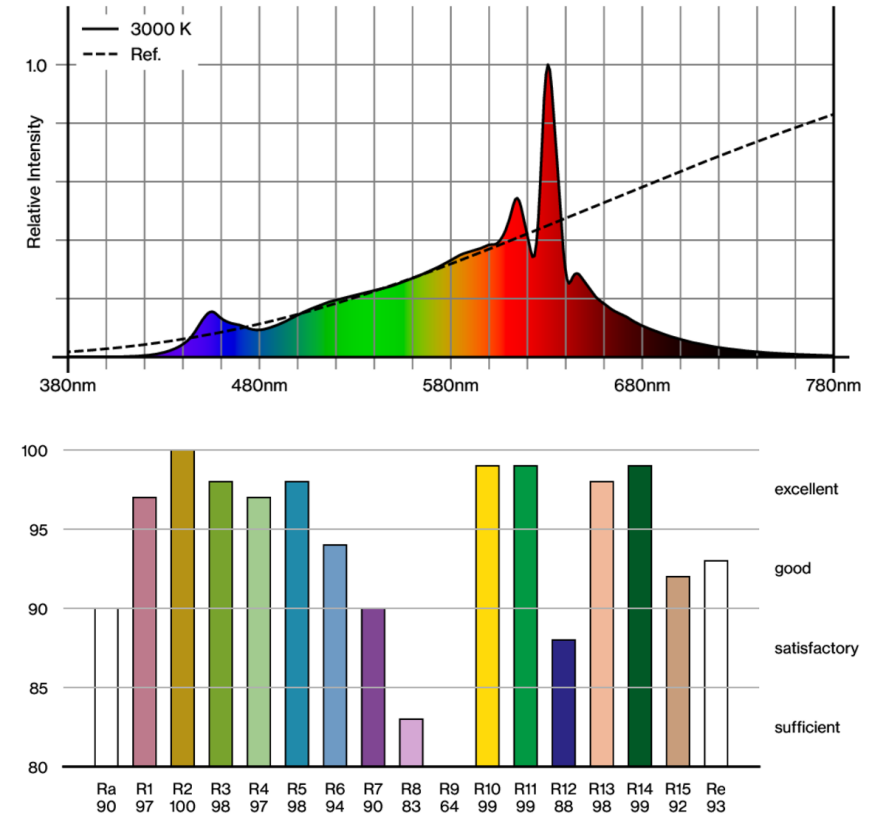 3000 K
Ref.
1.0
Relative Intensity
380nm 480nm 580nm 680nm 780nm
100
excellent
95
good
90
satisfactory
85
sufficient
80
Ra R1 R2 R3 R4 R5 R6 R7 R8 R9 R10 R11 R12 R13 R14 R15 Re
90 97 100 98 97 98 94 90 83 64 99 99 88 98 99 92 93